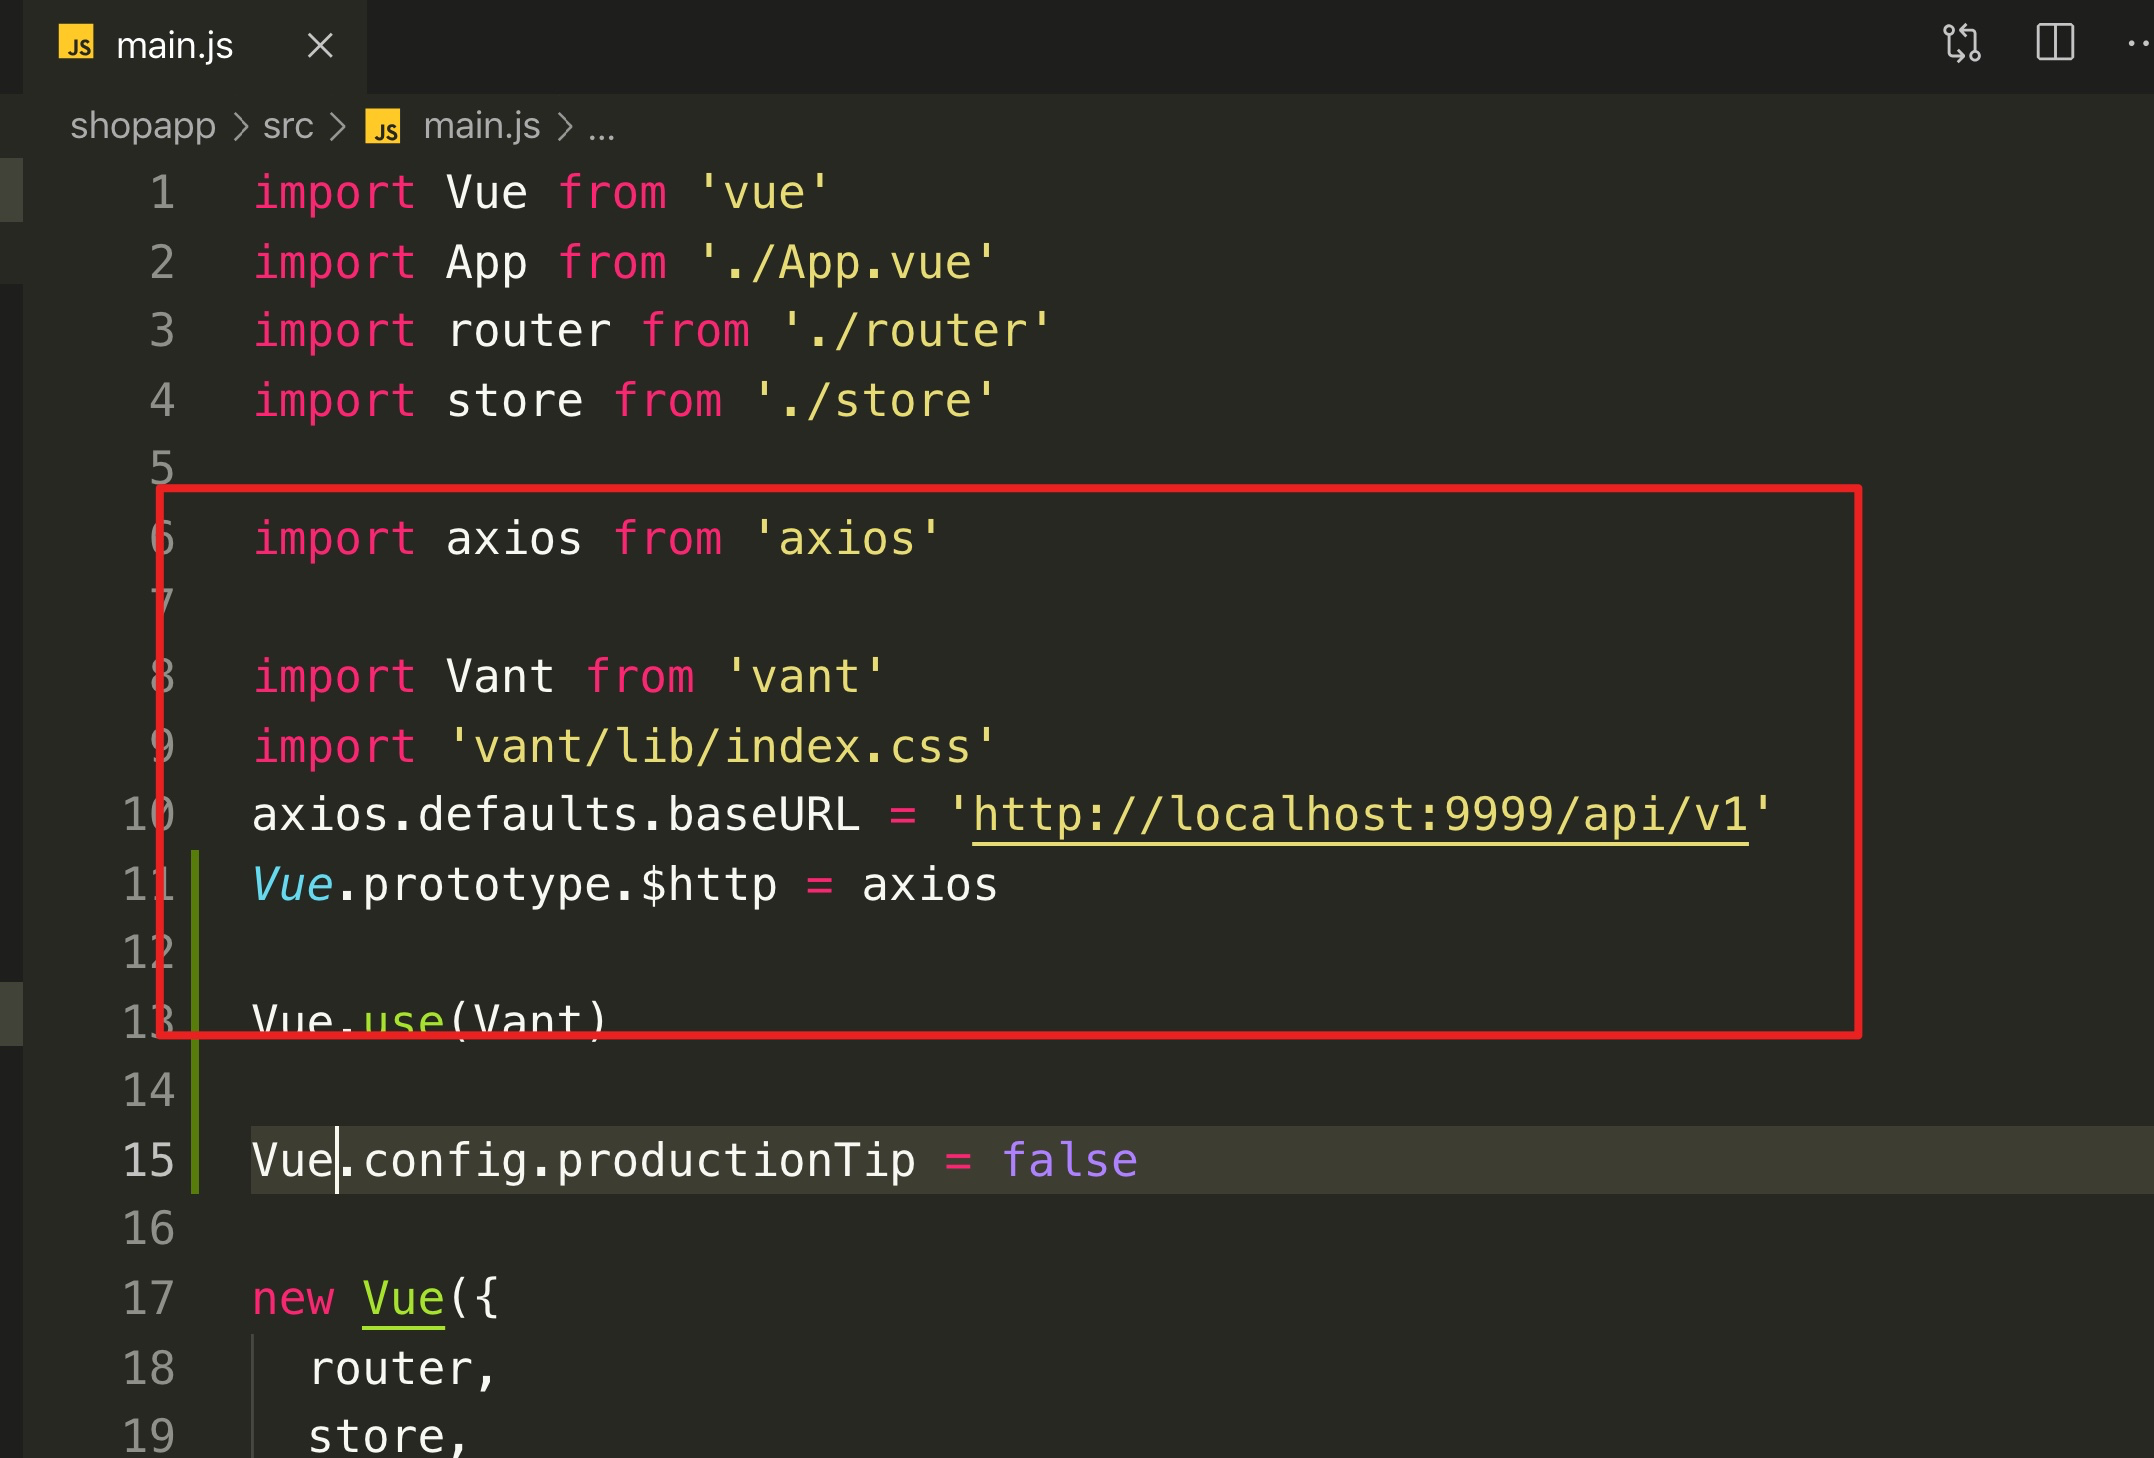 JS main.js
shopapp > src > JS main.js > ...
1 import Vue from 'vue'
2 import App from './App.vue'
3 import router from './router'
4 import store from './store'
5
6 import axios from 'axios'
7
8 import Vant from 'vant'
9 import 'vant/lib/index.css'
10 axios.defaults.baseURL = 'http://localhost:9999/api/v1'
11 Vue.prototype.$http = axios
12
13 Vue.use(Vant)
14
15 Vue.config.productionTip = false
16
17 new Vue({
18 router,
19 store,